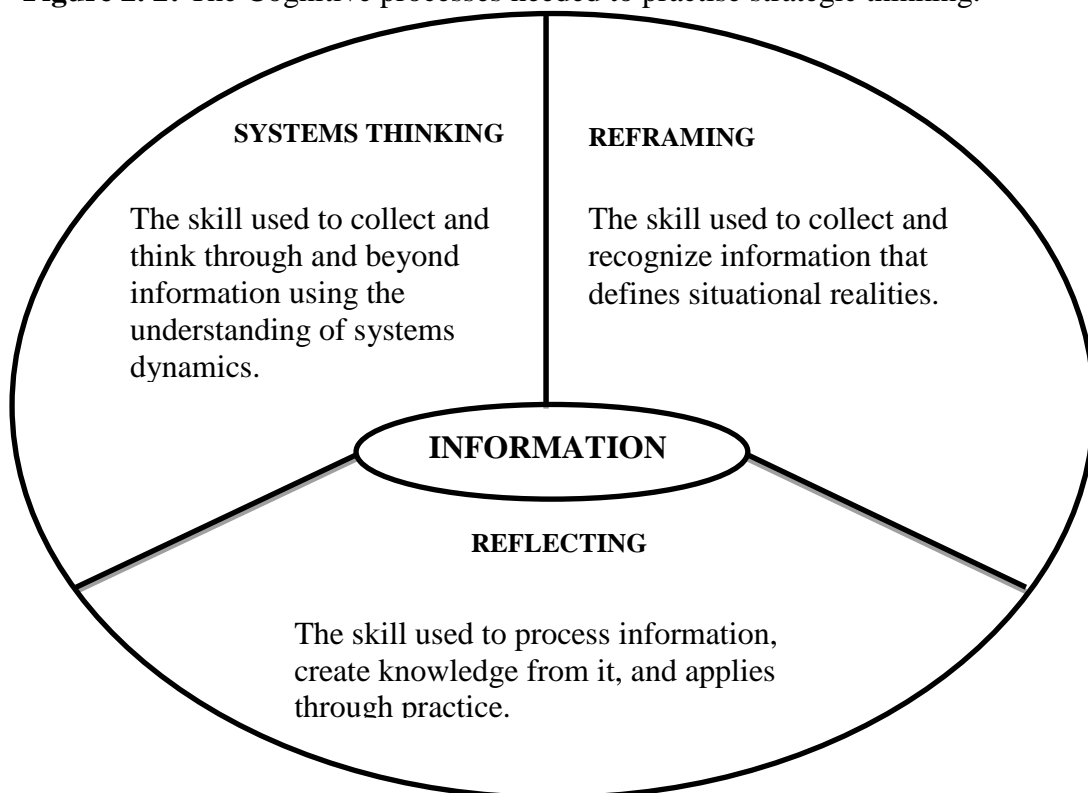 Figure 2. 2: The Cognitive processes needed to practise strategic thinking.
SYSTEMS THINKING
The skill used to collect and
think through and beyond
information using the
understanding of systems
dynamics.
REFRAMING
The skill used to collect and
recognize information that
defines situational realities.
INFORMATION
REFLECTING
The skill used to process information,
create knowledge from it, and applies
through practice.